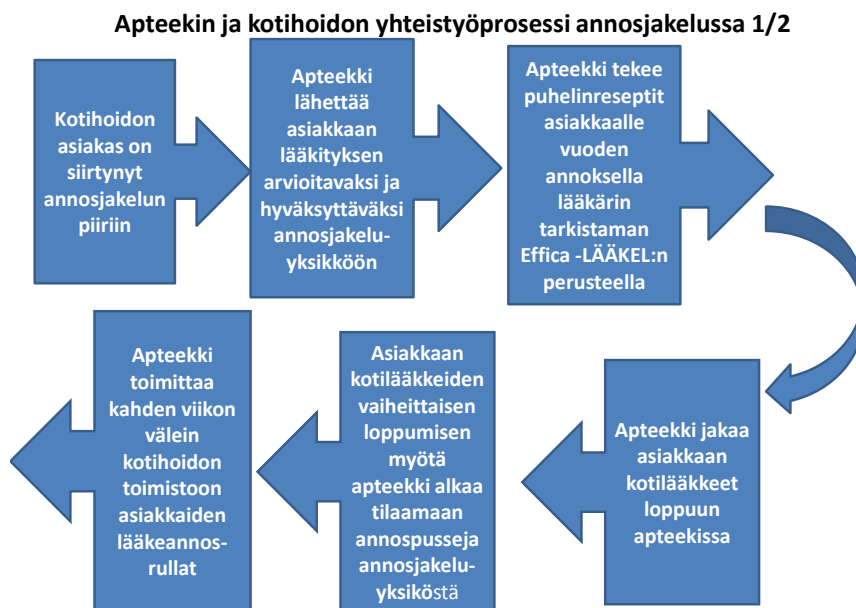 Apteekin ja kotihoidon yhteistyöprosessi annosjakelussa 1/2
Kotihoidon
asiakas on
siirtynyt
annosjakelun
piiriin
Apteekki
lähettää
asiakkaan
lääkityksen
arvioitavaksi ja
hyväksyttäväksi
annosjakelu-
yksikköön
Apteekki tekee
puhelinreseptit
asiakkaalle
vuoden
annoksella
lääkärin
tarkistaman
Effica -LÄÄKEL:n
perusteella
Apteekki jakaa
asiakkaan
kotilääkkeet
loppuun
apteekissa
Asiakkaan
kotilääkkeiden
vaiheittaisen
loppumisen
myötä
apteekki alkaa
tilaamaan
annospusseja
annosjakelu-
yksiköstä
Apteekki
toimittaa
kahden viikon
välein
kotihoidon
toimistoon
asiakkaiden
lääkeannos-
rullat